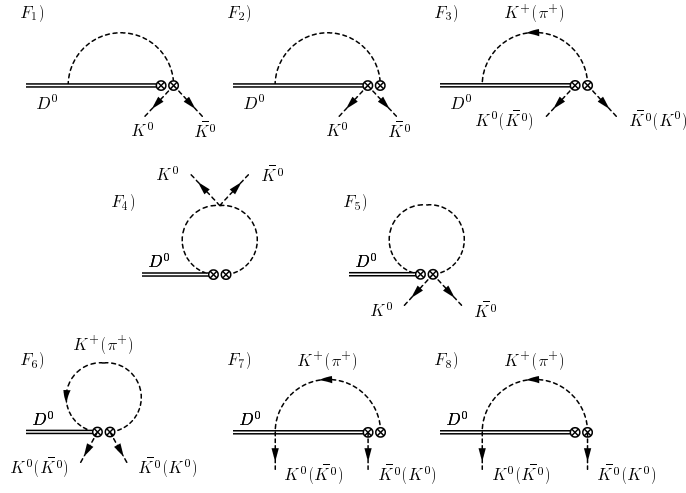 F₁) F₂) F₃) K⁺(π⁺)
D⁰ D⁰ D⁰
K⁰ K̄⁰ K⁰ K̄⁰ K⁰(K̄⁰) K̄⁰(K⁰)
K⁰ K̄⁰
F₄) F₅)
D⁰ D⁰
K⁰ K̄⁰
K⁺(π⁺)
F₆) F₇) K⁺(π⁺) F₈) K⁺(π⁺)
D⁰ D⁰ D⁰
K⁰(K̄⁰) K̄⁰(K⁰) K⁰(K̄⁰) K̄⁰(K⁰) K⁰(K̄⁰) K̄⁰(K⁰)